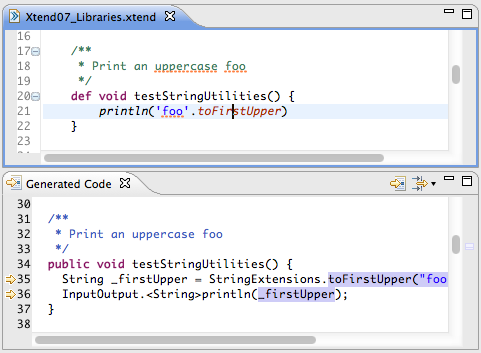 Xtend07_Libraries.xtend
16
17 /**
18 * Print an uppercase foo
19 */
20 def void testStringUtilities() {
21 println('foo'.toFirstUpper)
22 }
23
Generated Code
30
31 /**
32 * Print an uppercase foo
33 */
34 public void testStringUtilities() {
35 String _firstUpper = StringExtensions.toFirstUpper("foo
36 InputOutput.<String>println(_firstUpper);
37 }
38